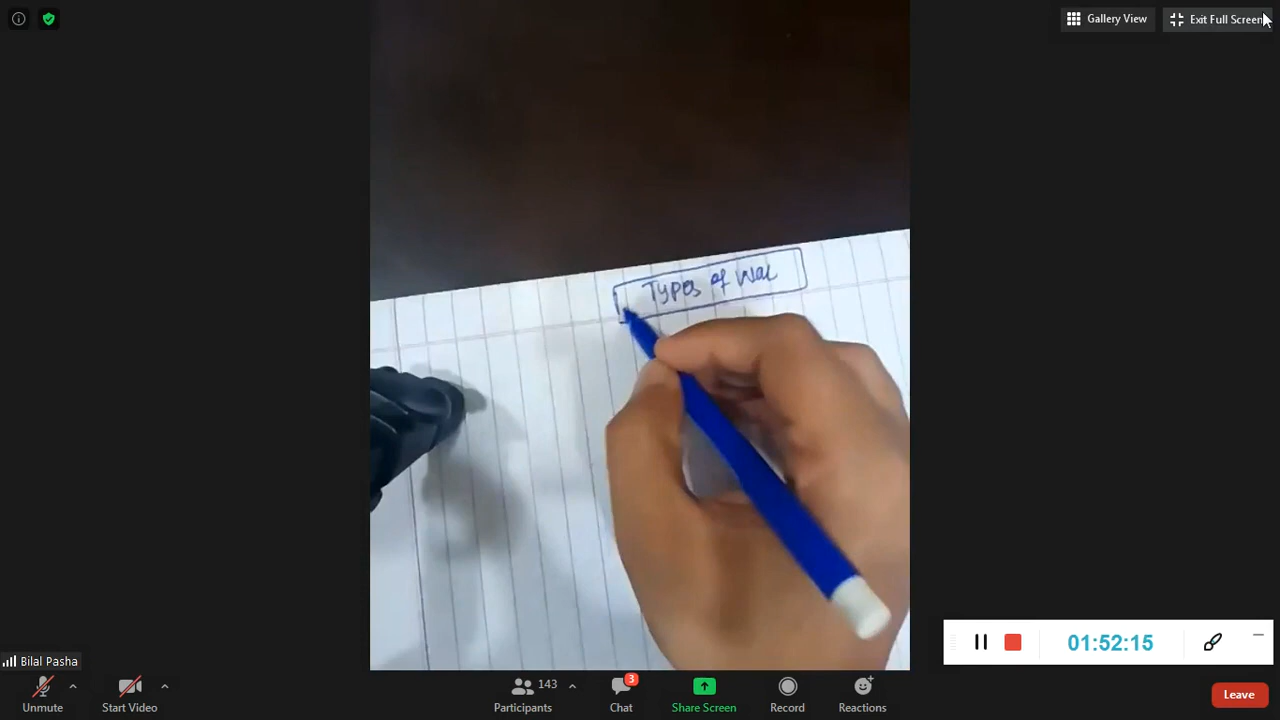 Gallery View
Exit Full Screen
Types of War
01:52:15
Bilal Pasha
Unmute
Start Video
143
Participants
3
Chat
Share Screen
Record
Reactions
Leave